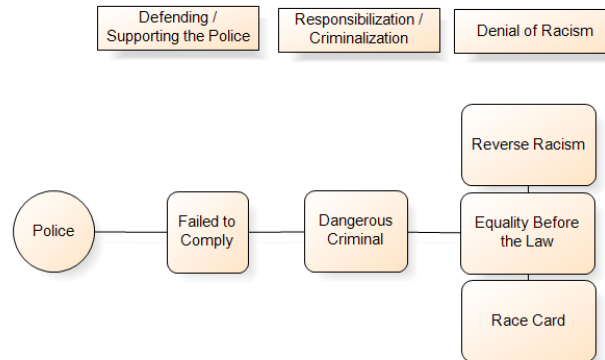 Defending /
Supporting the Police
Responsibilization /
Criminalization
Denial of Racism
Reverse Racism
Police
Failed to
Comply
Dangerous
Criminal
Equality Before
the Law
Race Card